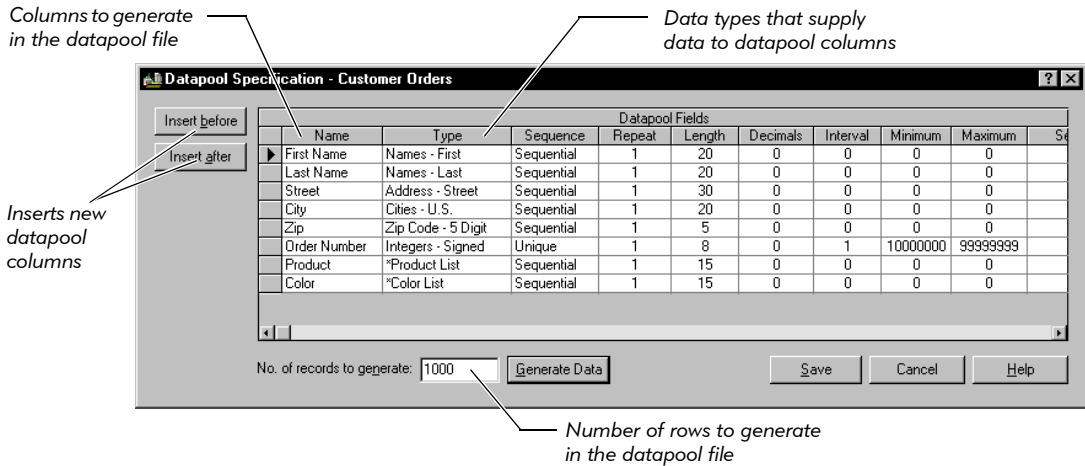 Columns to generate
in the datapool file
Data types that supply
data to datapool columns
Datapool Specification - Customer Orders
Insert before
Insert after
Inserts new
datapool
columns
Datapool Fields
Name Type Sequence Repeat Length Decimals Interval Minimum Maximum Se
First Name Names - First Sequential 1 20 0 0 0 0
Last Name Names - Last Sequential 1 20 0 0 0 0
Street Address - Street Sequential 1 30 0 0 0 0
City Cities - U.S. Sequential 1 20 0 0 0 0
Zip Zip Code - 5 Digit Sequential 1 5 0 0 0 0
Order Number Integers - Signed Unique 1 8 0 1 10000000 99999999
Product *Product List Sequential 1 15 0 0 0 0
Color *Color List Sequential 1 15 0 0 0 0
No. of records to generate: 1000 Generate Data Save Cancel Help
Number of rows to generate
in the datapool file